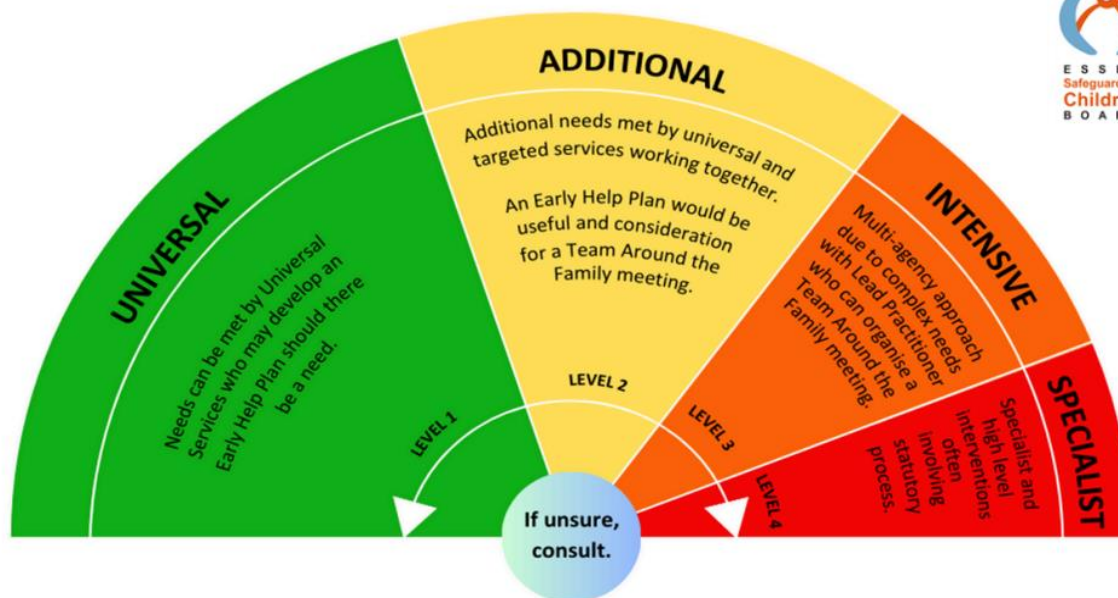 UNIVERSAL
Needs can be met by Universal
Services who may develop an
Early Help Plan should there
be a need.
LEVEL 1
ADDITIONAL
Additional needs met by universal and
targeted services working together.
An Early Help Plan would be
useful and consideration
for a Team Around the
Family meeting.
LEVEL 2
INTENSIVE
Multi-agency approach
due to complex needs
with Lead Practitioner
who can organise a
Team Around the
Family meeting.
LEVEL 3
SPECIALIST
Specialist and
high level
interventions
often
involving
statutory
process.
LEVEL 4
If unsure,
consult.